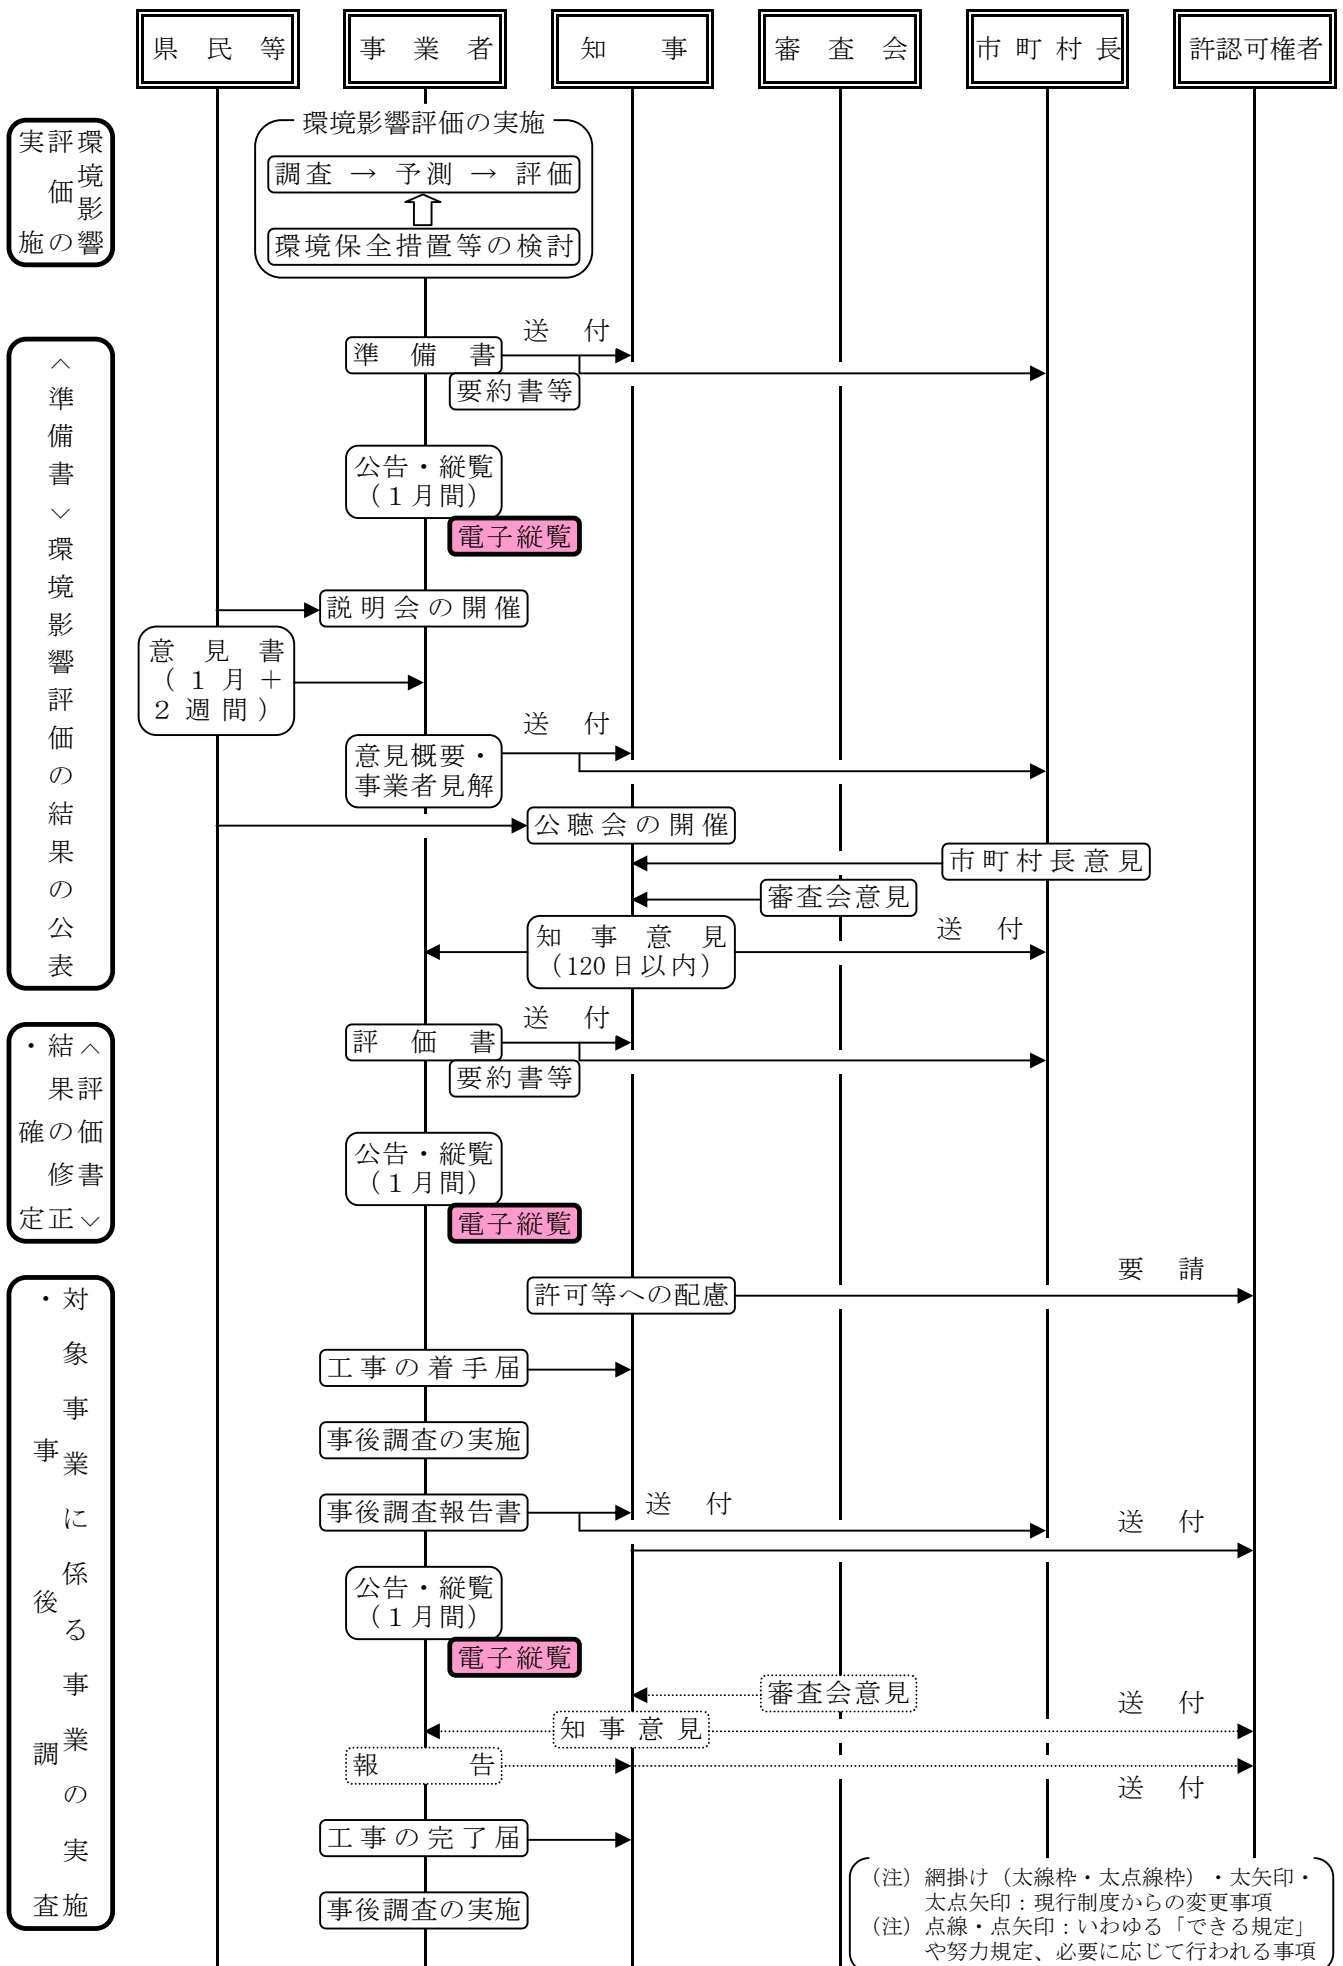 県民等
事業者
知事
審査会
市町村長
許認可権者
環境影響
評価の
実施
環境影響評価の実施
調査 → 予測 → 評価
環境保全措置等の検討
<準備書>環境影響評価の結果の公表
準備書
送付
要約書等
公告・縦覧
(1月間)
電子縦覧
説明会の開催
意見書
(1月+
2週間)
意見概要・
事業者見解
送付
公聴会の開催
市町村長意見
審査会意見
知事意見
(120日以内)
送付
<評価書>
結果の修正
・確定
評価書
送付
要約書等
公告・縦覧
(1月間)
電子縦覧
対象事業に係る事業の実施
・事後調査
許可等への配慮
要請
工事の着手届
事後調査の実施
事後調査報告書
送付
送付
公告・縦覧
(1月間)
電子縦覧
審査会意見
知事意見
送付
報告
送付
工事の完了届
事後調査の実施
(注)網掛け(太線枠・太点線枠)・太矢印・
太点矢印:現行制度からの変更事項
(注)点線・点矢印:いわゆる「できる規定」
や努力規定、必要に応じて行われる事項